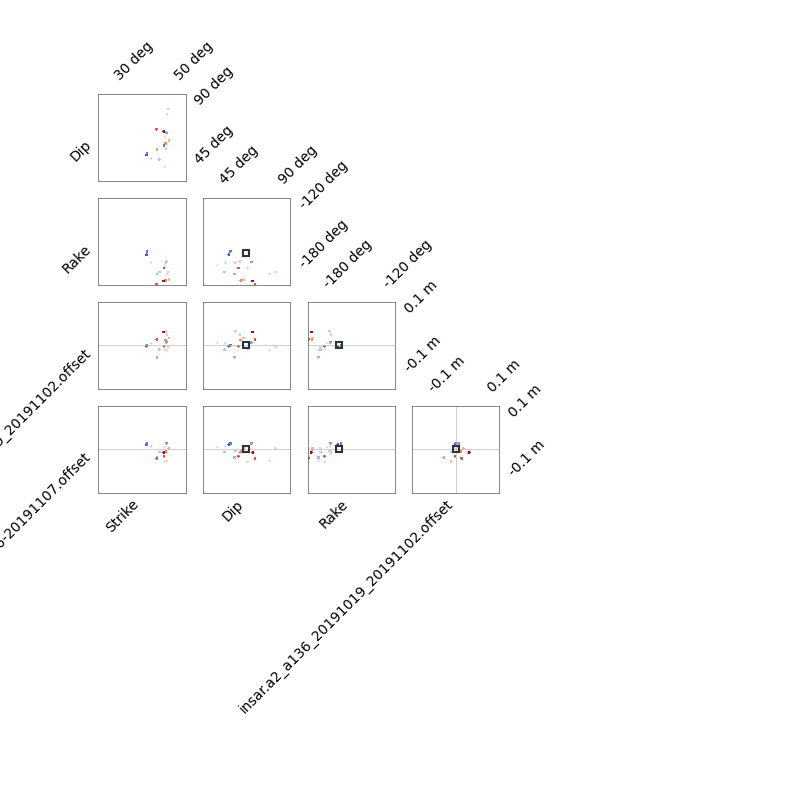 30 deg
50 deg
90 deg
Dip
45 deg
45 deg
90 deg
-120 deg
Rake
-180 deg
-180 deg
-120 deg
0.1 m
_20191102.offset
-0.1 m
-0.1 m
0.1 m
0.1 m
-20191107.offset
-0.1 m
Strike
Dip
Rake
insar.a2_a136_20191019_20191102.offset